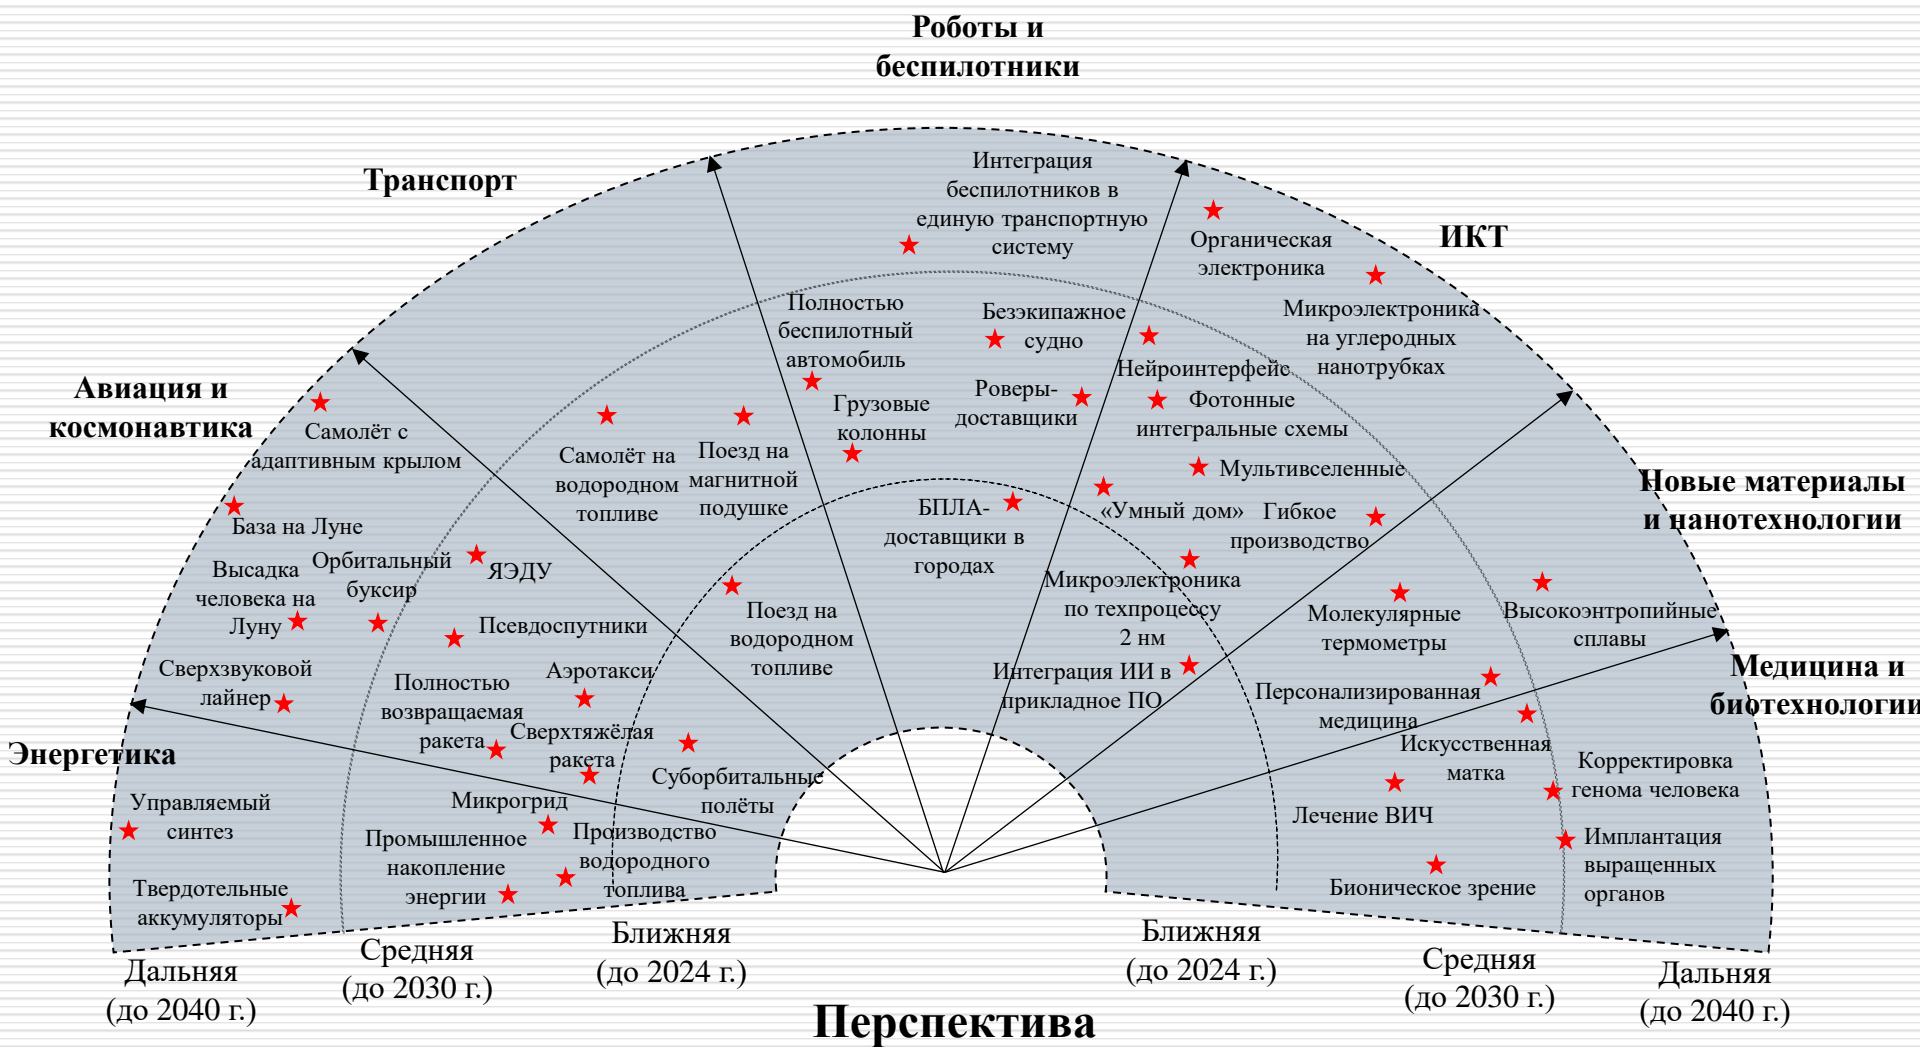 Роботы и
беспилотники
Транспорт
ИКТ
Авиация и
космонавтика
Новые материалы
и нанотехнологии
Медицина и
биотехнологии
Энергетика
Интеграция
беспилотников в
единую транспортную
систему
Полностью
беспилотный
автомобиль
Безэкипажное
судно
Роверы-
доставщики
Грузовые
колонны
БПЛА-
доставщики в
городах
Органическая
электроника
Микроэлектроника
на углеродных
нанотрубках
Нейроинтерфейс
Фотонные
интегральные схемы
Мультивселенные
«Умный дом»
Гибкое
производство
Микроэлектроника
по техпроцессу
2 нм
Интеграция ИИ в
прикладное ПО
Самолёт на
водородном
топливе
Поезд на
магнитной
подушке
Поезд на
водородном
топливе
Самолёт с
адаптивным крылом
База на Луне
Высадка
человека на
Луну
Орбитальный
буксир
ЯЭДУ
Псевдоспутники
Сверхзвуковой
лайнер
Полностью
возвращаемая
ракета
Аэротакси
Сверхтяжёлая
ракета
Суборбитальные
полёты
Управляемый
синтез
Твердотельные
аккумуляторы
Микрогрид
Промышленное
накопление
энергии
Производство
водородного
топлива
Молекулярные
термометры
Высокоэнтропийные
сплавы
Персонализированная
медицина
Искусственная
матка
Корректировка
генома человека
Лечение ВИЧ
Бионическое зрение
Имплантация
выращенных
органов
Дальняя
(до 2040 г.)
Средняя
(до 2030 г.)
Ближняя
(до 2024 г.)
Ближняя
(до 2024 г.)
Средняя
(до 2030 г.)
Дальняя
(до 2040 г.)
Перспектива